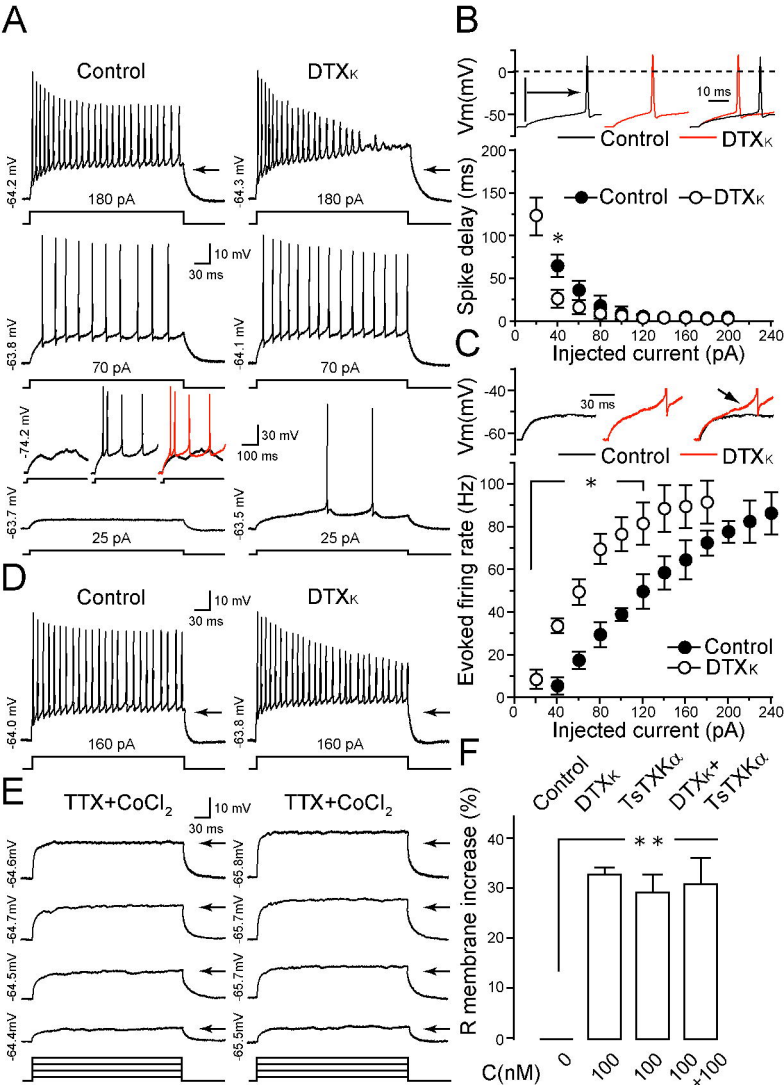 A
Control
DTXK
-64.2 mV
180 pA
-64.3 mV
180 pA
10 mV
30 ms
-63.8 mV
70 pA
-64.1 mV
70 pA
-74.2 mV
30 mV
100 ms
-63.7 mV
25 pA
-63.5 mV
25 pA
B
Vm(mV)
0
-50
10 ms
Control
DTXK
Spike delay (ms)
200
150
100
50
0
Control
DTXK
*
0 40 80 120 160 200 240
Injected current (pA)
C
Vm(mV)
-40
-50
-60
30 ms
Control
DTXK
Evoked firing rate (Hz)
100
80
60
40
20
0
*
Control
DTXK
0 40 80 120 160 200 240
Injected current (pA)
D
Control
10 mV
30 ms
DTXK
-64.0 mV
160 pA
-63.8 mV
160 pA
E
TTX+CoCl2
10 mV
30 ms
TTX+CoCl2
-64.6mV
-65.8mV
-64.7mV
-65.7mV
-64.5mV
-65.7mV
-64.4mV
-65.5mV
F
Control
DTXK
TsTXKα
DTXK+
TsTXKα
R membrane increase (%)
40
30
20
10
0
**
C(nM)
0
100
100
100
+100